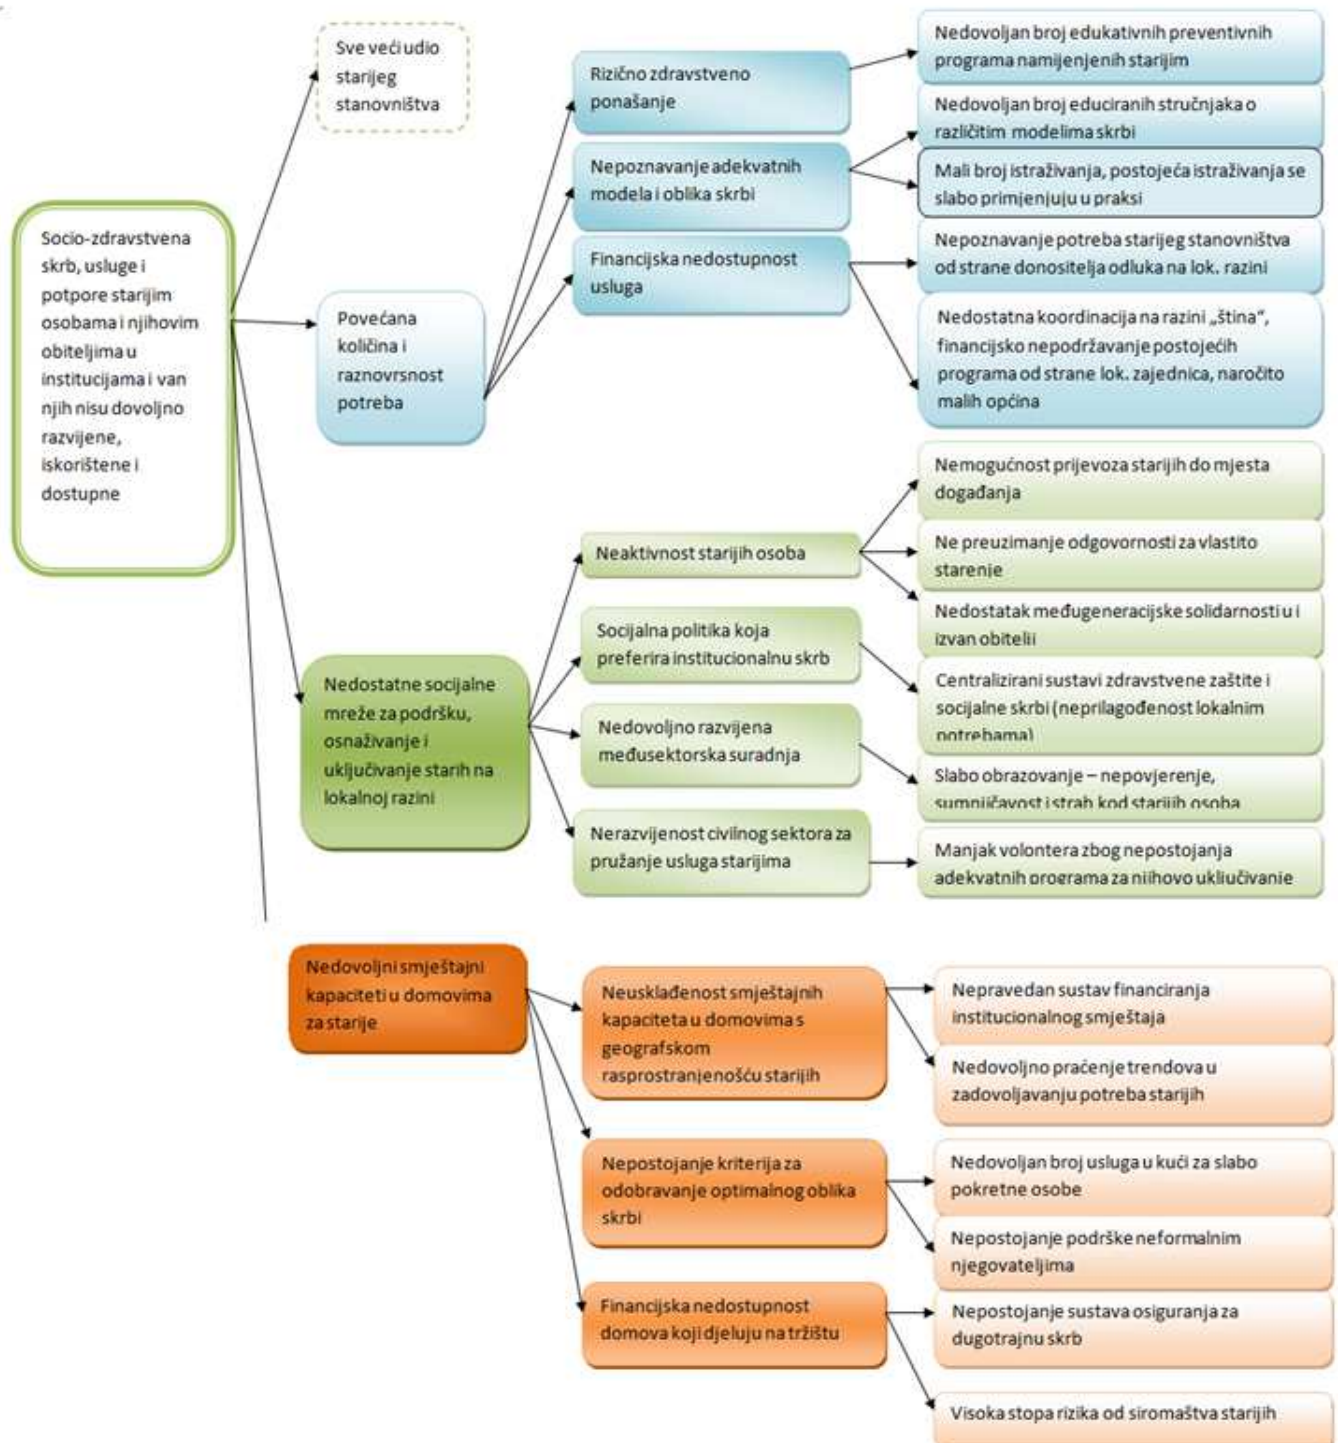 Socio-zdravstvena
skrb, usluge i
potpore starijim
osobama i njihovim
obiteljima u
institucijama i van
njih nisu dovoljno
razvijene,
iskorištene i
dostupne
Sve veći udio
starijeg
stanovništva
Povećana
količina i
raznovrsnost
potreba
Rizično zdravstveno
ponašanje
Nepoznavanje adekvatnih
modela i oblika skrbi
Financijska nedostupnost
usluga
Nedovoljan broj edukativnih preventivnih
programa namijenjenih starijim
Nedovoljan broj educiranih stručnjaka o
različitim modelima skrbi
Mali broj istraživanja, postojeća istraživanja se
slabo primjenjuju u praksi
Nepoznavanje potreba starijeg stanovništva
od strane donositelja odluka na lok. razini
Nedostatna koordinacija na razini „ština“,
financijsko nepodržavanje postojećih
programa od strane lok. zajednica, naročito
malih općina
Nedostatne socijalne
mreže za podršku,
osnaživanje i
uključivanje starih na
lokalnoj razini
Neaktivnost starijih osoba
Socijalna politika koja
preferira institucionalnu skrb
Nedovoljno razvijena
međusektorska suradnja
Nerazvijenost civilnog sektora za
pružanje usluga starijima
Nemogućnost prijevoza starijih do mjesta
događanja
Ne preuzimanje odgovornosti za vlastito
starenje
Nedostatak međugeneracijske solidarnosti u i
izvan obitelji
Centralizirani sustavi zdravstvene zaštite i
socijalne skrbi (neprilagođenost lokalnim
potrebama)
Slabo obrazovanje – nepovjerenje,
sumnjičavost i strah kod starijih osoba
Manjak volontera zbog nepostojanja
adekvatnih programa za njihovo uključivanje
Nedovoljni smještajni
kapaciteti u domovima
za starije
Neusklađenost smještajnih
kapaciteta u domovima s
geografskom
rasprostranjenošću starijih
Nepostojanje kriterija za
odobravanje optimalnog oblika
skrbi
Financijska nedostupnost
domova koji djeluju na tržištu
Nepravedan sustav financiranja
institucionalnog smještaja
Nedovoljno praćenje trendova u
zadovoljavanju potreba starijih
Nedovoljan broj usluga u kući za slabo
pokretne osobe
Nepostojanje podrške neformalnim
njegovateljima
Nepostojanje sustava osiguranja za
dugotrajnu skrb
Visoka stopa rizika od siromaštva starijih